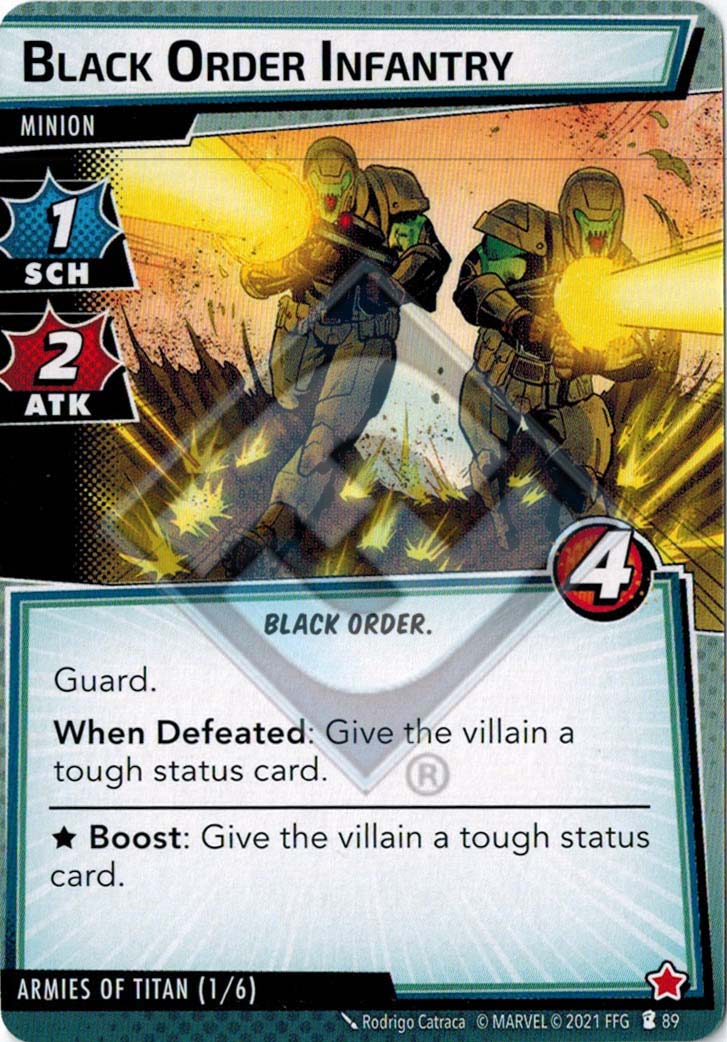 BLACK ORDER INFANTRY
MINION
1
SCH
2
ATK
4
BLACK ORDER.
Guard.
When Defeated: Give the villain a
tough status card.
★ Boost: Give the villain a tough status
card.
®
ARMIES OF TITAN (1/6)
Rodrigo Catraca © MARVEL © 2021 FFG 89